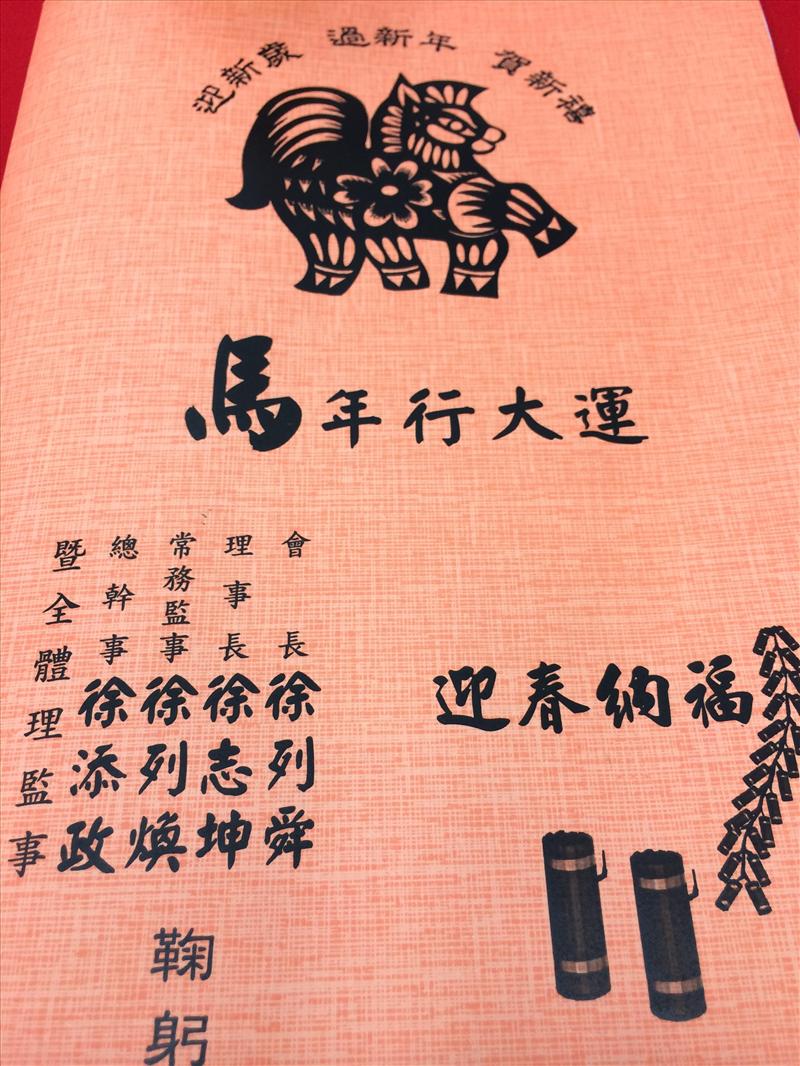 迎新歲 過新年 賀新禧
馬年行大運
迎春納福
會長 徐列舜
理事長 徐志坤
常務監事 徐列煥
總幹事 徐添政
暨全體理監事
鞠躬